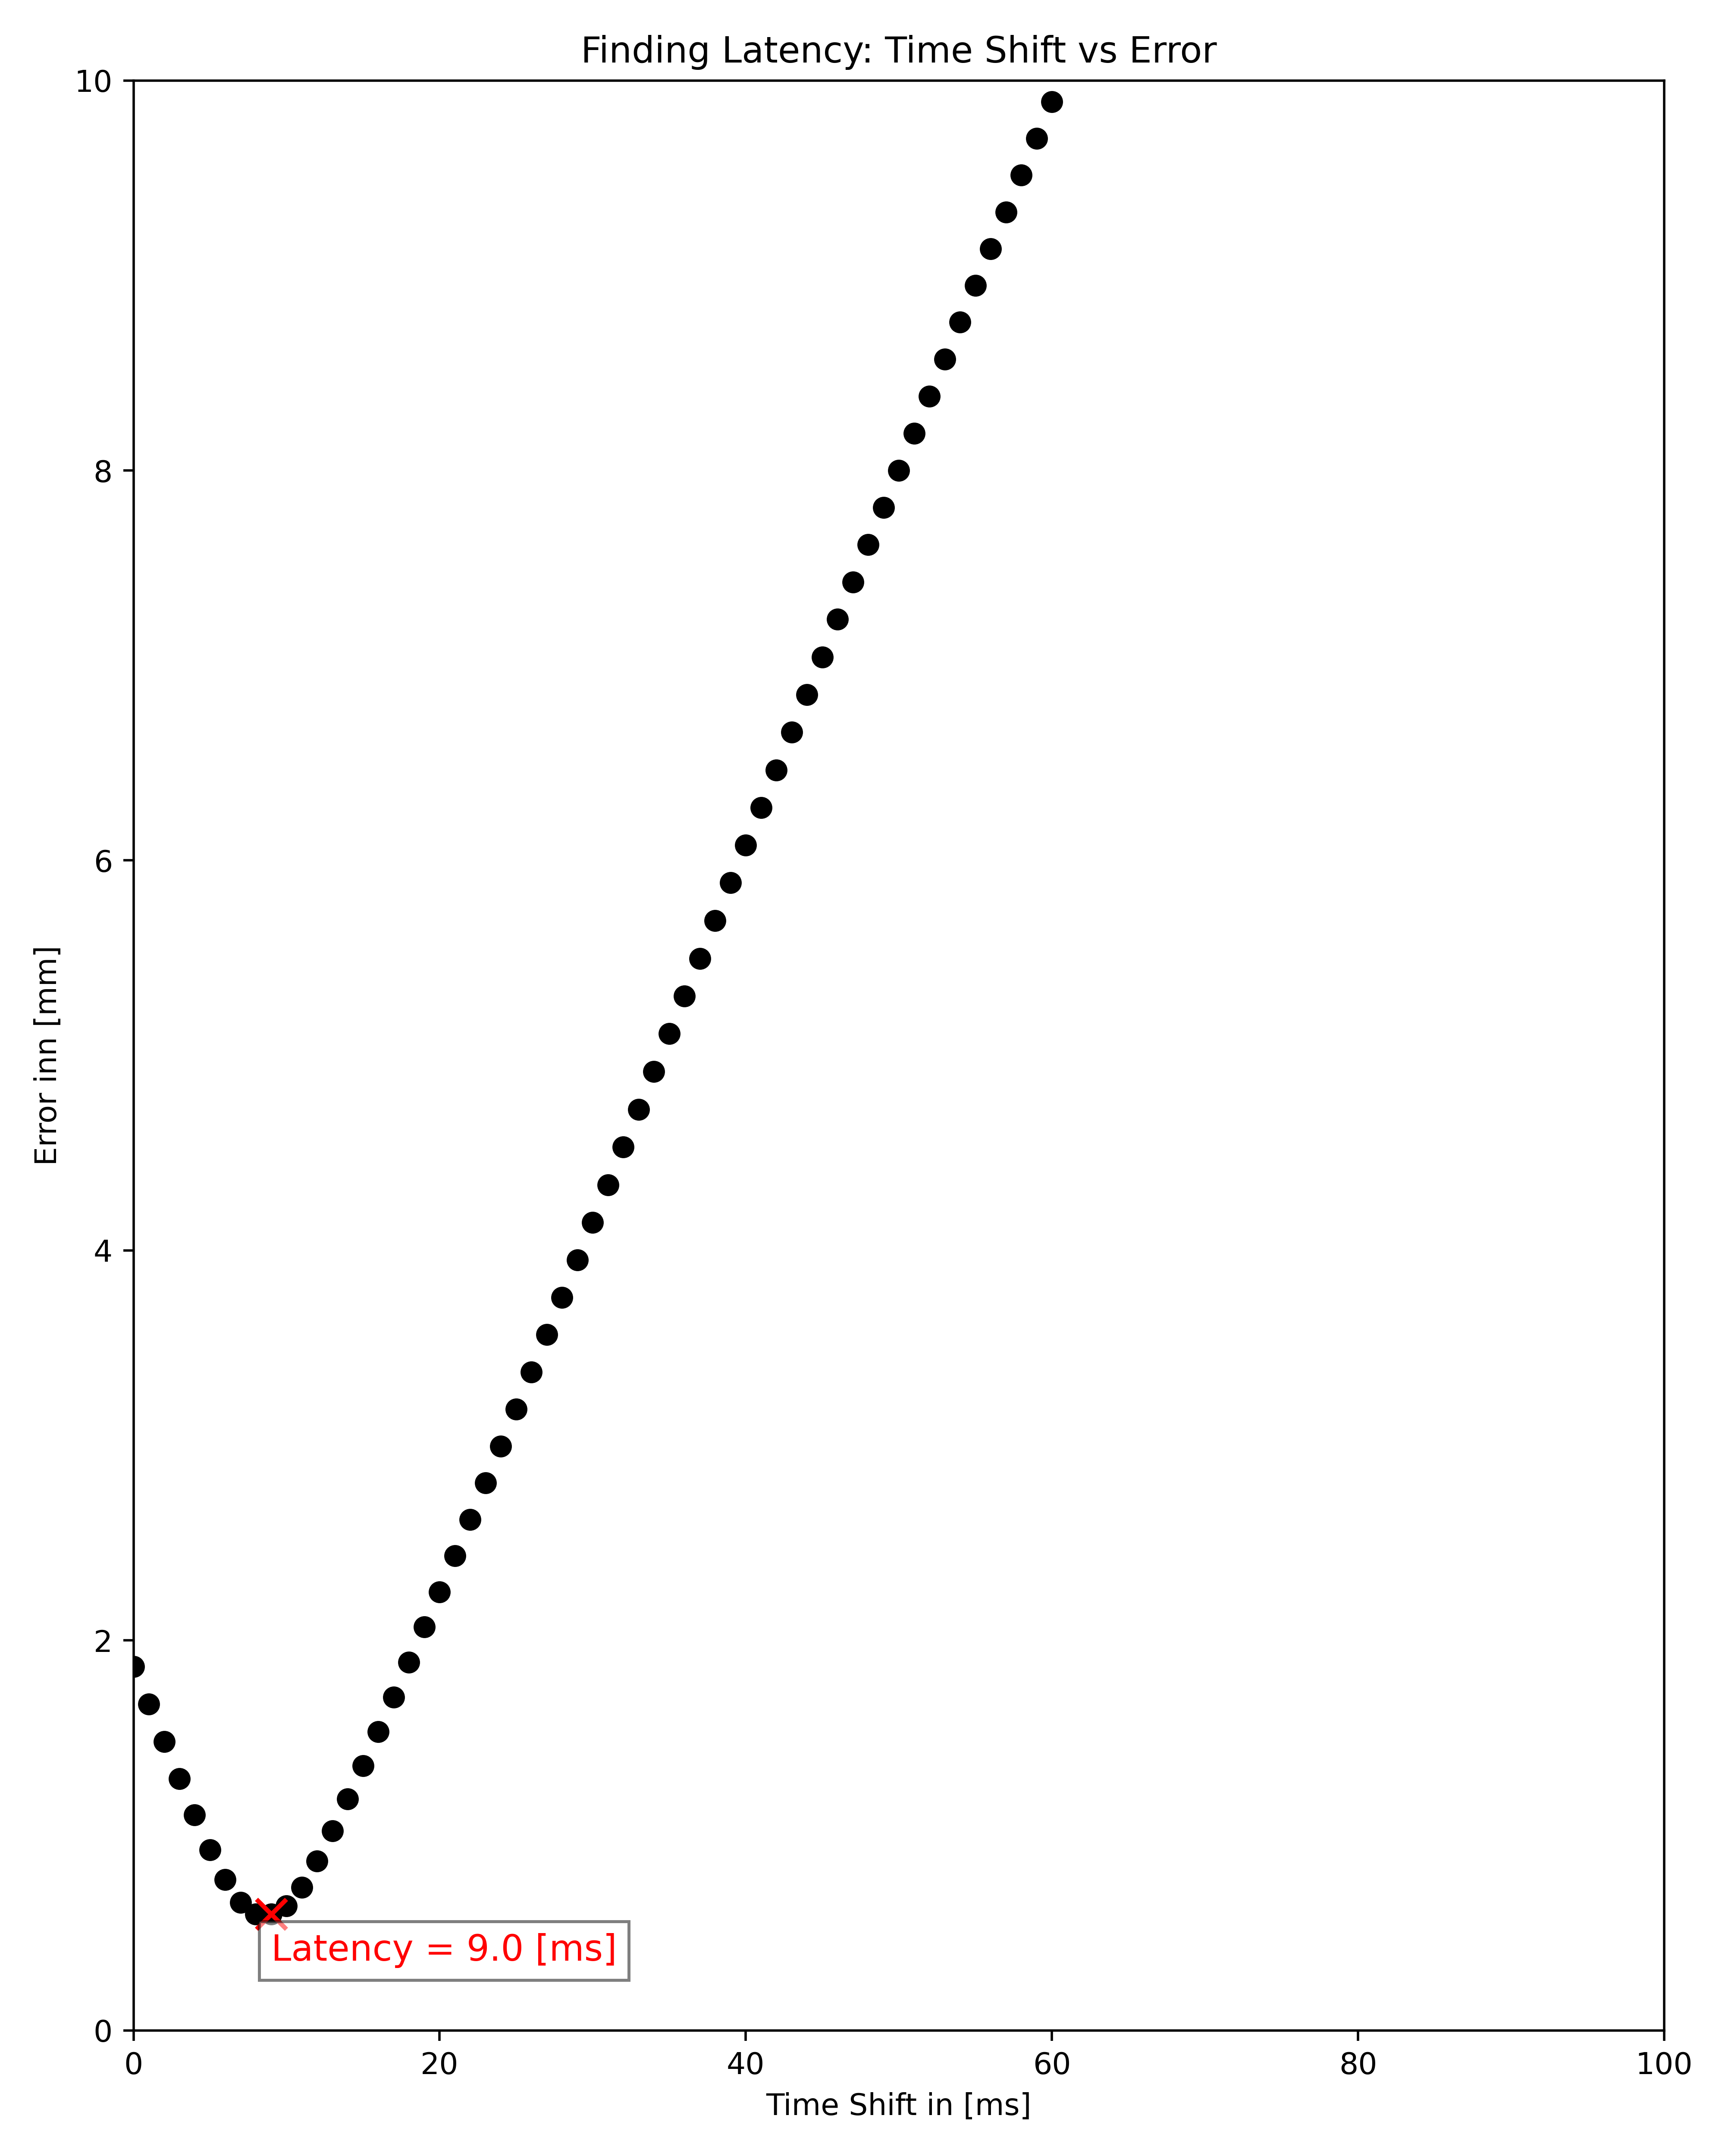 Finding Latency: Time Shift vs Error
10
8
6
4
2
0
Error inn [mm]
Latency = 9.0 [ms]
0 20 40 60 80 100
Time Shift in [ms]